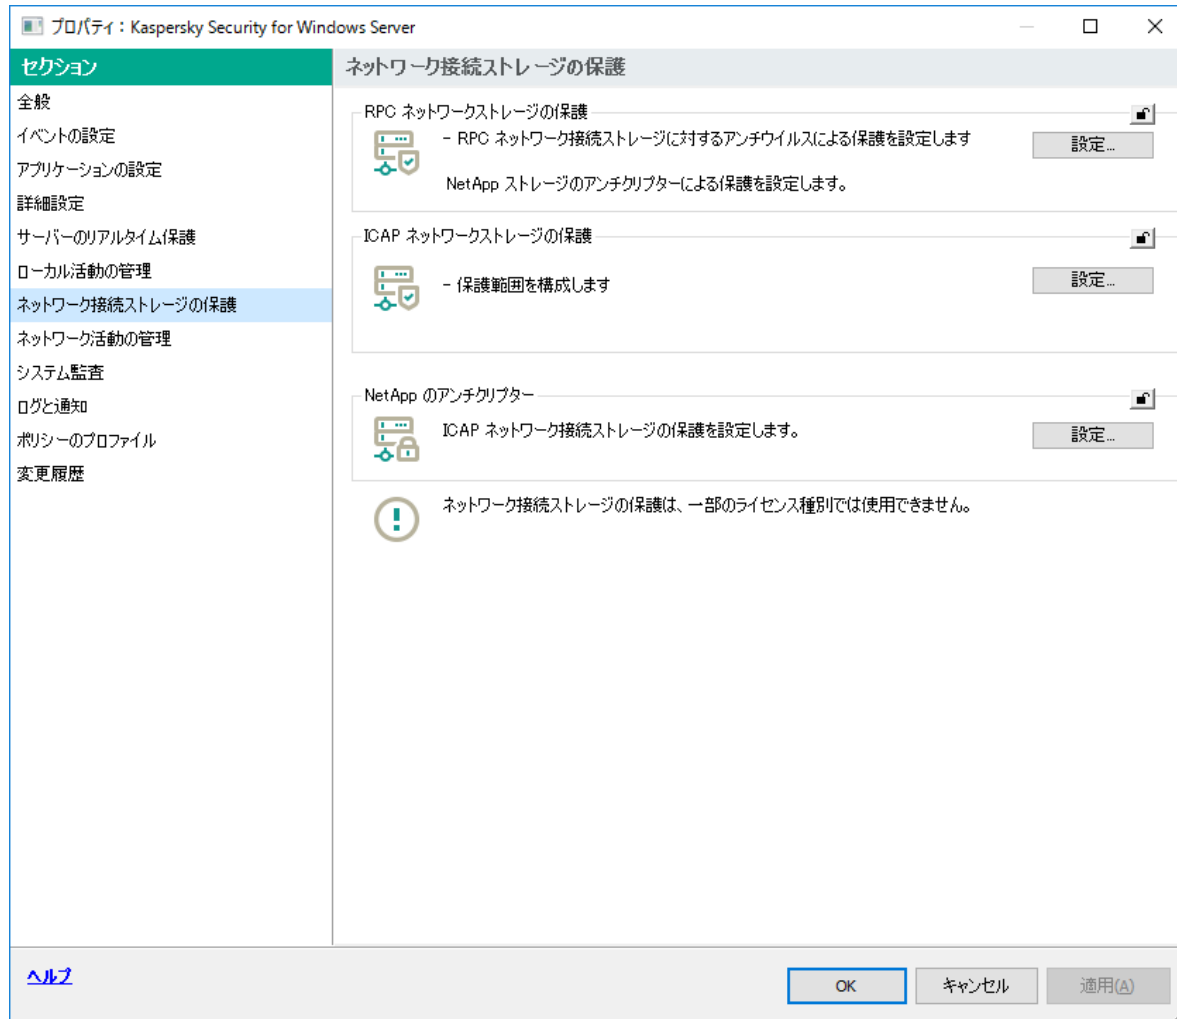 プロパティ：Kaspersky Security for Windows Server
セクション
全般
イベントの設定
アプリケーションの設定
詳細設定
サーバーのリアルタイム保護
ローカル活動の管理
ネットワーク接続ストレージの保護
ネットワーク活動の管理
システム監査
ログと通知
ポリシーのプロファイル
変更履歴
ネットワーク接続ストレージの保護
RPC ネットワークストレージの保護
- RPC ネットワーク接続ストレージに対するアンチウイルスによる保護を設定します
設定...
NetApp ストレージのアンチクリプターによる保護を設定します。
ICAP ネットワークストレージの保護
- 保護範囲を構成します
設定...
NetApp のアンチクリプター
ICAP ネットワーク接続ストレージの保護を設定します。
設定...
ネットワーク接続ストレージの保護は、一部のライセンス種別では使用できません。
ヘルプ
OK
キャンセル
適用(A)